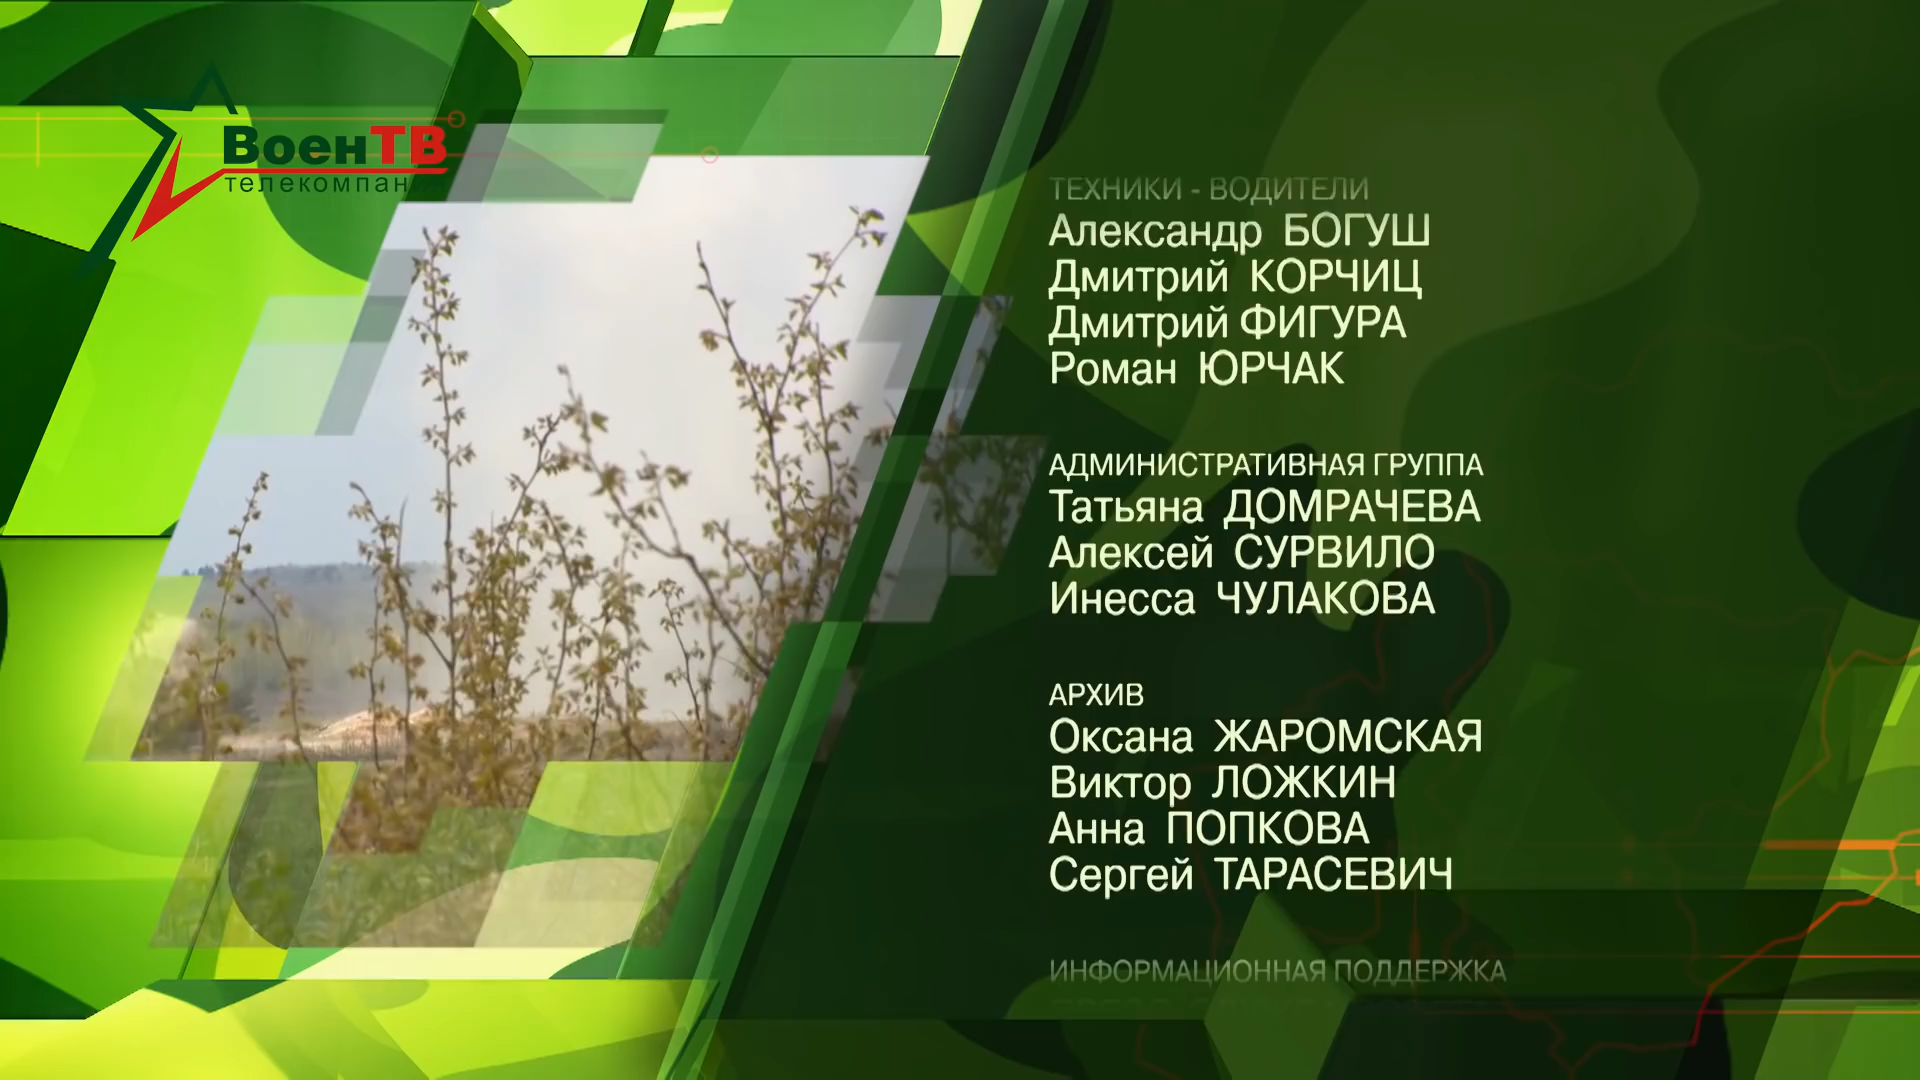 ВоенТВ
телекомпания
ТЕХНИКИ - ВОДИТЕЛИ
Александр БОГУШ
Дмитрий КОРЧИЦ
Дмитрий ФИГУРА
Роман ЮРЧАК
АДМИНИСТРАТИВНАЯ ГРУППА
Татьяна ДОМРАЧЕВА
Алексей СУРВИЛО
Инесса ЧУЛАКОВА
АРХИВ
Оксана ЖАРОМСКАЯ
Виктор ЛОЖКИН
Анна ПОПКОВА
Сергей ТАРАСЕВИЧ
ИНФОРМАЦИОННАЯ ПОДДЕРЖКА